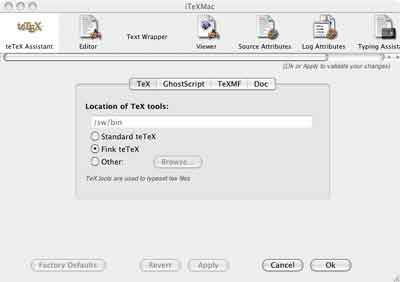 iTeXMac
teTeX
teTeX Assistant
Editor
Text Wrapper
Viewer
Source Attributes
Log Attributes
Typing Assista
(Ok or Apply to validate your changes)
TeX
GhostScript
TeXMF
Doc
Location of TeX tools:
/sw/bin
Standard teTeX
Fink teTeX
Other:
Browse...
TeX tools are used to typeset tex files
Factory Defaults
Revert
Apply
Cancel
Ok